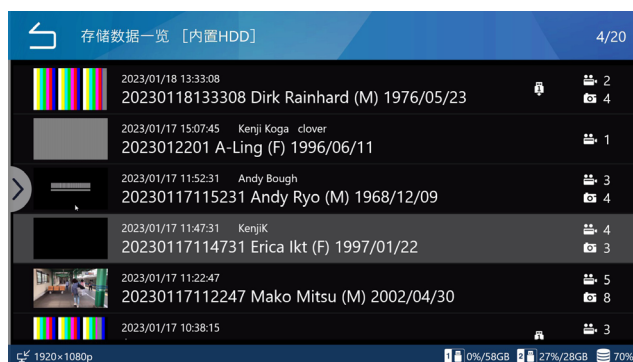 存储数据一览 [内置HDD] 4/20
2023/01/18 13:33:08
20230118133308 Dirk Rainhard (M) 1976/05/23
1
2
4
2023/01/17 15:07:45 Kenji Koga clover
2023012201 A-Ling (F) 1996/06/11
1
2023/01/17 11:52:31 Andy Bough
20230117115231 Andy Ryo (M) 1968/12/09
3
4
2023/01/17 11:47:31 KenjiK
20230117114731 Erica Ikt (F) 1997/01/22
4
3
2023/01/17 11:22:47
20230117112247 Mako Mitsu (M) 2002/04/30
5
8
2023/01/17 10:38:15
3
1920×1080p 1 0%/58GB 2 27%/28GB 70%